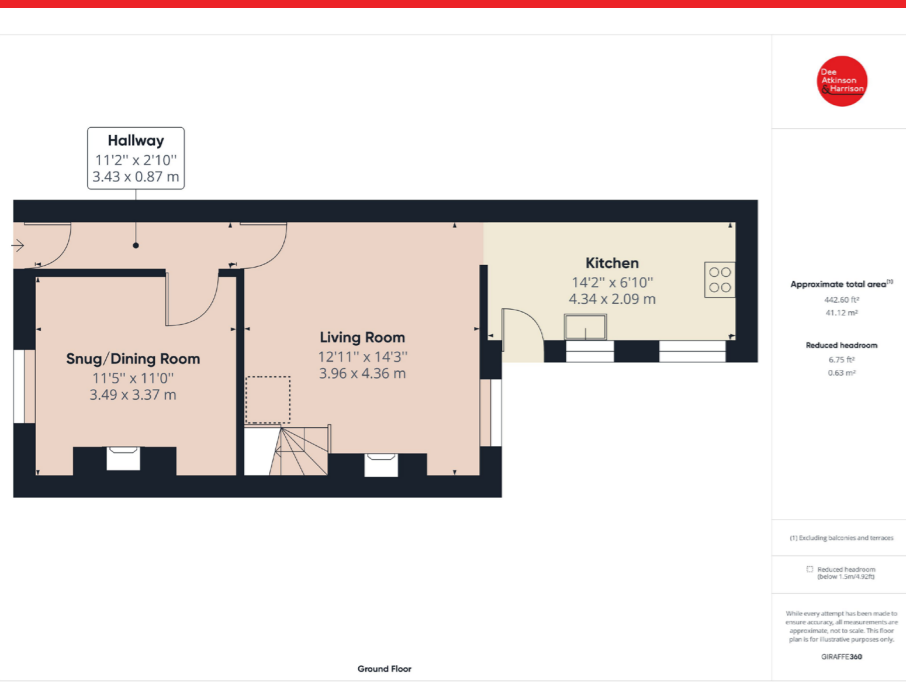 Dee
Atkinson
& Harrison
Hallway
11'2" x 2'10"
3.43 x 0.87 m
Kitchen
14'2" x 6'10"
4.34 x 2.09 m
Living Room
12'11" x 14'3"
3.96 x 4.36 m
Snug/Dining Room
11'5" x 11'0"
3.49 x 3.37 m
Ground Floor
Approximate total area(1)
442.60 ft²
41.12 m²
Reduced headroom
6.75 ft²
0.63 m²
(1) Excluding balconies and terraces
Reduced headroom
(below 1.5m/4.92ft)
While every attempt has been made to
ensure accuracy, all measurements are
approximate, not to scale. This floor
plan is for illustrative purposes only.
GIRAFFE360